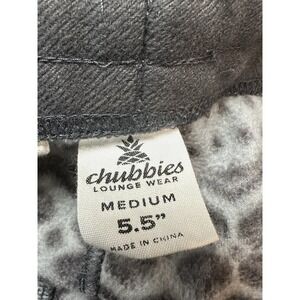 chubbies
LOUNGE WEAR
MEDIUM
5.5"
MADE IN CHINA